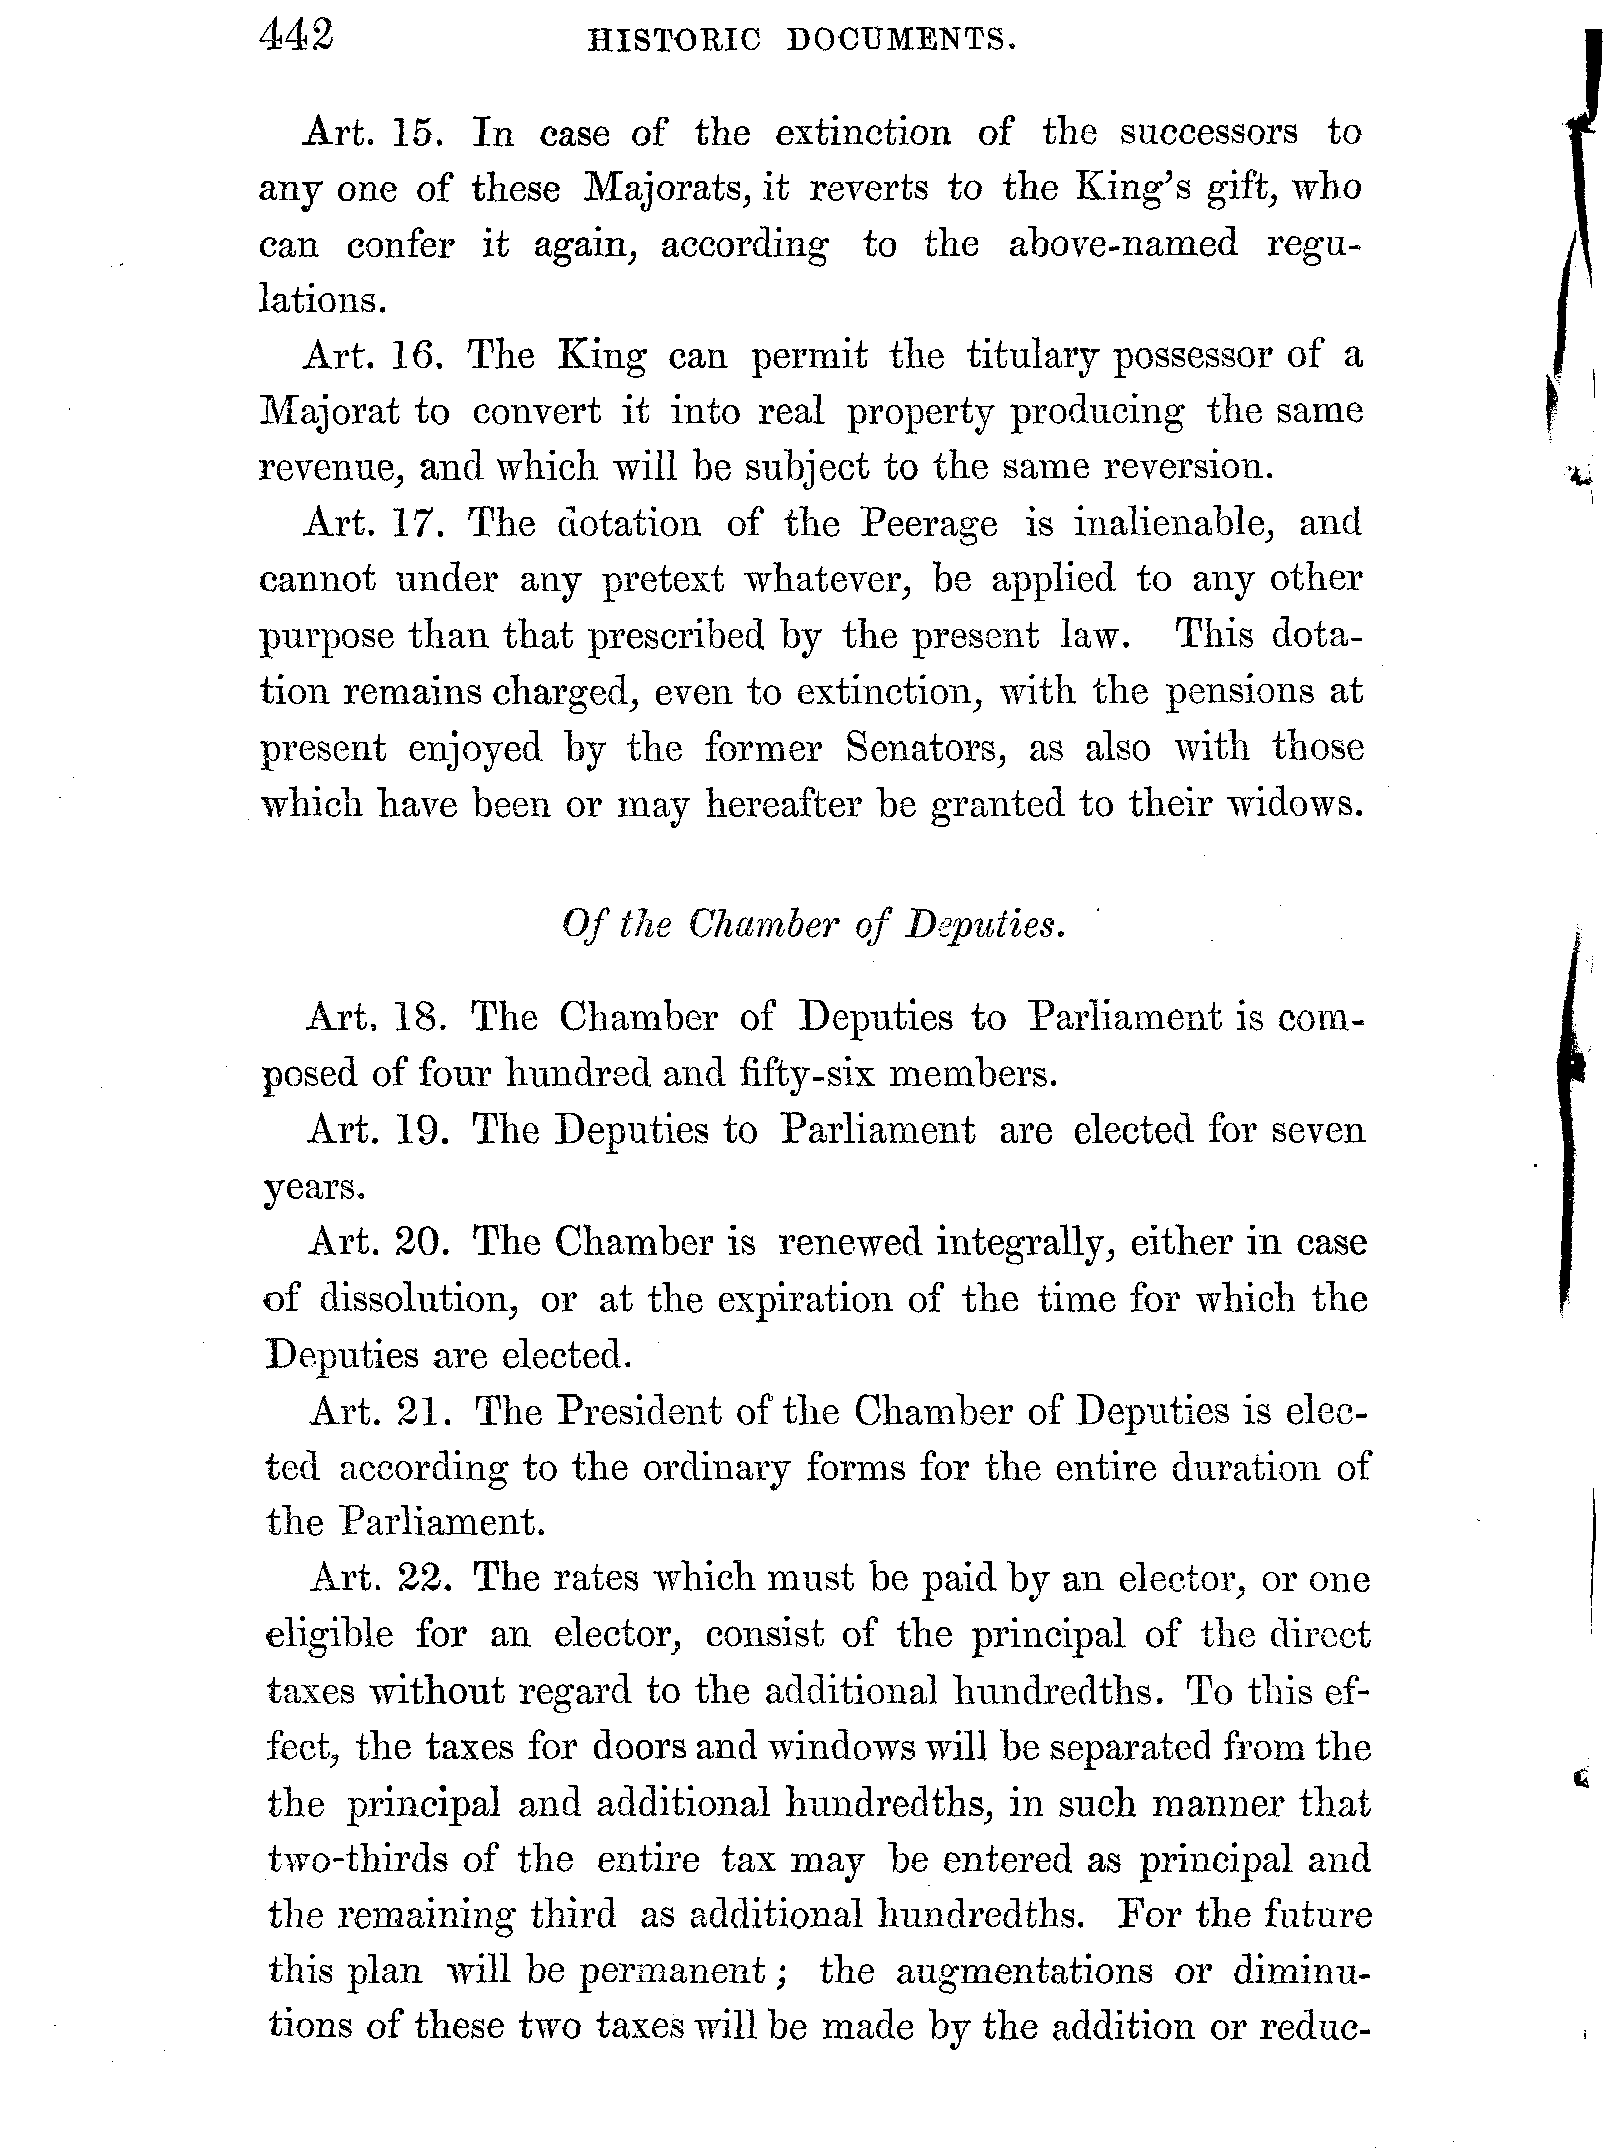 442 HISTORIC DOCUMENTS.
Art. 15. In case of the extinction of the successors to
any one of these Majorats, it reverts to the King's gift, who
can confer it again, according to the above-named regu-
lations.
Art. 16. The King can permit the titulary possessor of a
Majorat to convert it into real property producing the same
revenue, and which will be subject to the same reversion.
Art. 17. The dotation of the Peerage is inalienable, and
cannot under any pretext whatever, be applied to any other
purpose than that prescribed by the present law. This dota-
tion remains charged, even to extinction, with the pensions at
present enjoyed by the former Senators, as also with those
which have been or may hereafter be granted to their widows.
Of the Chamber of Deputies.
Art. 18. The Chamber of Deputies to Parliament is com-
posed of four hundred and fifty-six members.
Art. 19. The Deputies to Parliament are elected for seven
years.
Art. 20. The Chamber is renewed integrally, either in case
of dissolution, or at the expiration of the time for which the
Deputies are elected.
Art. 21. The President of the Chamber of Deputies is elec-
ted according to the ordinary forms for the entire duration of
the Parliament.
Art. 22. The rates which must be paid by an elector, or one
eligible for an elector, consist of the principal of the direct
taxes without regard to the additional hundredths. To this ef-
fect, the taxes for doors and windows will be separated from the
the principal and additional hundredths, in such manner that
two-thirds of the entire tax may be entered as principal and
the remaining third as additional hundredths. For the future
this plan will be permanent; the augmentations or diminu-
tions of these two taxes will be made by the addition or reduc-